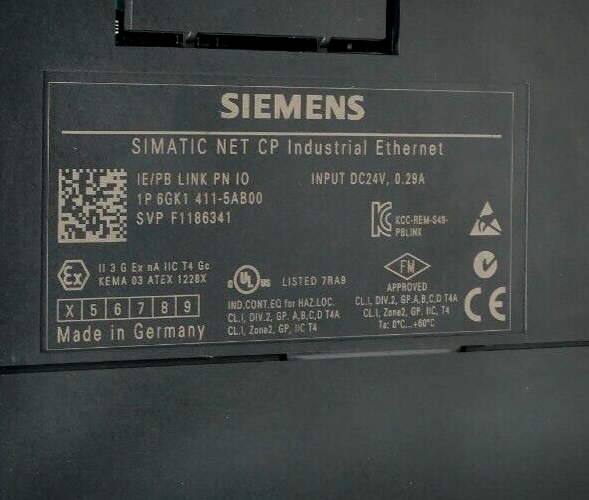 SIEMENS
SIMATIC NET CP Industrial Ethernet
IE/PB LINK PN IO INPUT DC24V, 0.29A
1P 6GK1 411-5AB00
SVP F1186341
KCC-REM-S49-
PBLINK
II 3 G Ex nA IIC T4 Gc
KEMA 03 ATEX 1228X
Ex
C UL US LISTED 7RA9
FM
APPROVED
IND.CONT.EQ for HAZ.LOC.
CL.I, DIV.2, GP. A,B,C,D T4A
CL.I, Zone2, GP, IIC T4
CL.I, DIV.2, GP.A,B,C,D T4A
CL.I, Zone2, GP. IIC T4
Ta: 0°C...+60°C
CE
X 5 6 7 8 9
Made in Germany